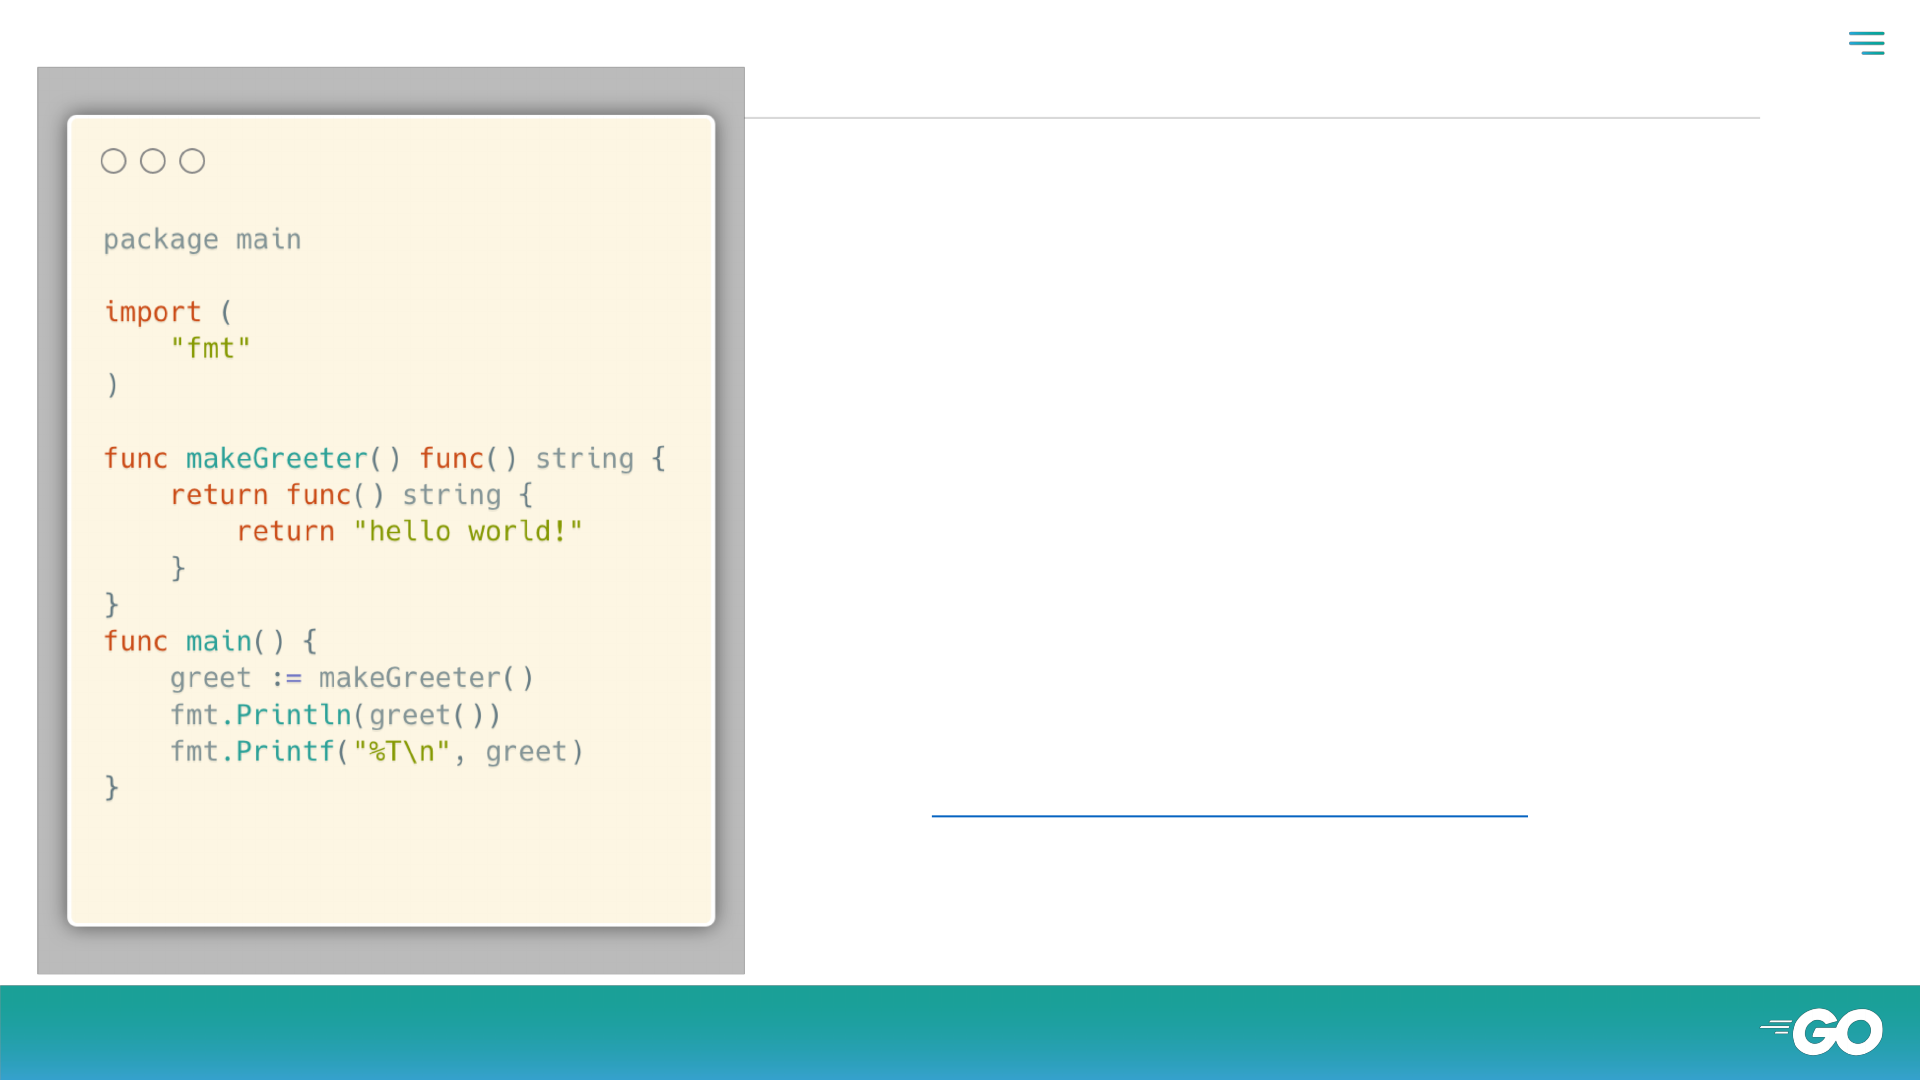 package main
import (
"fmt"
)
func makeGreeter() func() string {
return func() string {
return "hello world!"
}
}
func main() {
greet := makeGreeter()
fmt.Println(greet())
fmt.Printf("%T\n", greet)
}
GO